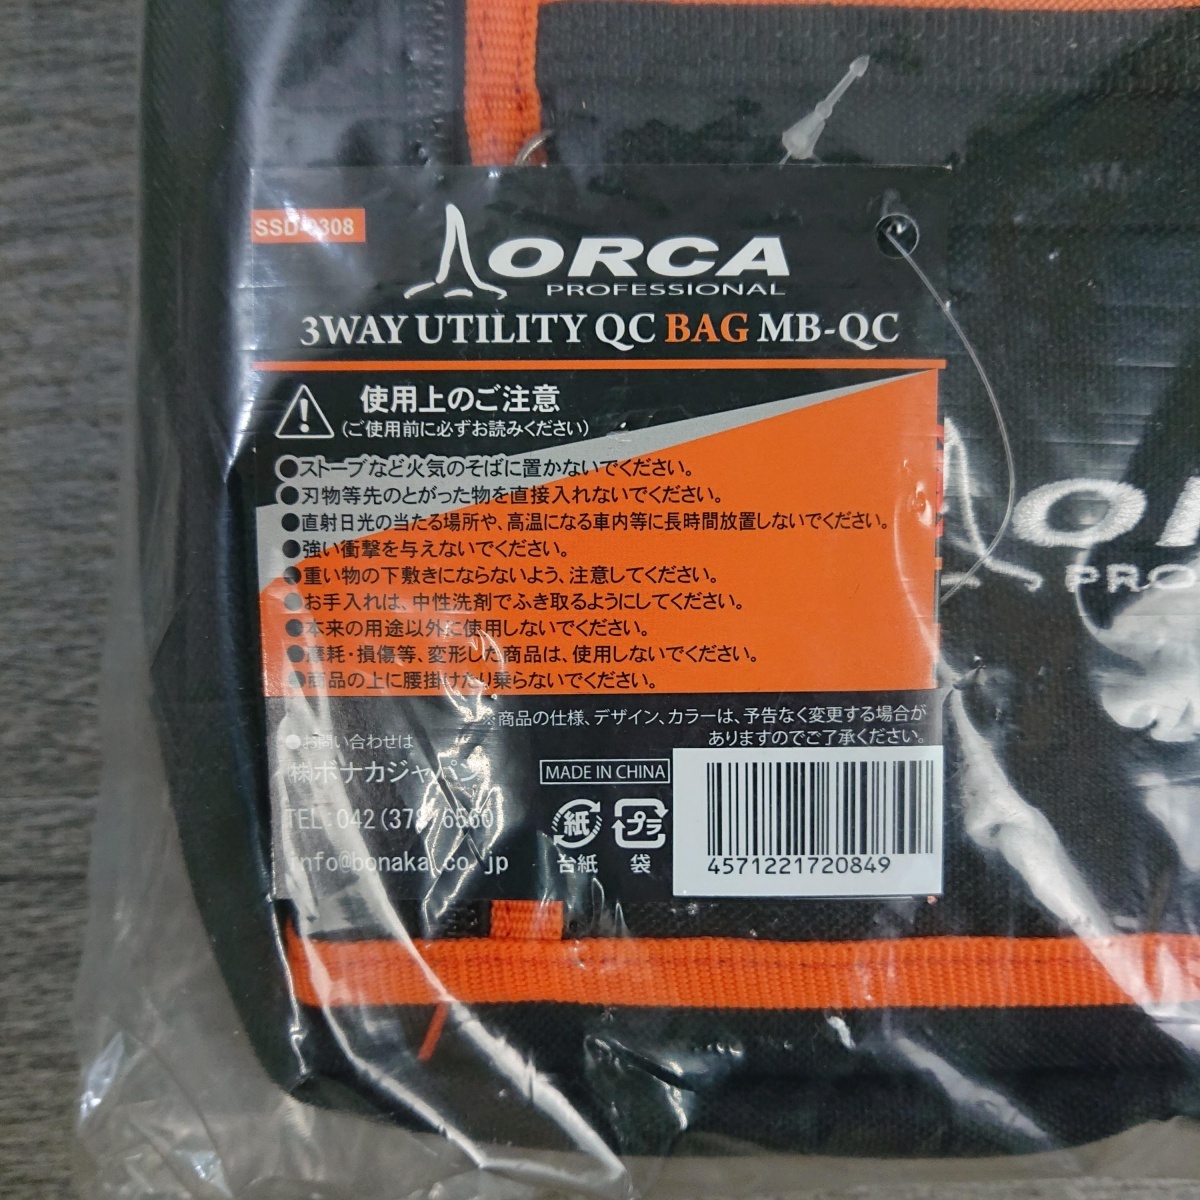 ORCA
PROFESSIONAL
3WAY UTILITY QC BAG MB-QC
使用上のご注意
(ご使用前に必ずお読みください)
●ストーブなど火気のそばに置かないでください。
●刃物等先のとがった物を直接入れないでください。
●直射日光の当たる場所や、高温になる車内等に長時間放置しないでください。
●強い衝撃を与えないでください。
●重い物の下敷きにならないよう、注意してください。
●お手入れは、中性洗剤でふき取るようにしてください。
●本来の用途以外に使用しないでください。
●磨耗・損傷等、変形した商品は、使用しないでください。
●商品の上に腰掛けたり乗らないでください。
※商品の仕様、デザイン、カラーは、予告なく変更する場合が
ありますのでご了承ください。
●お問い合わせは
㈱ボナカジャパン
TEL:042
info@bonaka.co.jp
MADE IN CHINA
紙
台紙
プラ
袋
4571221720849
OR
PRO